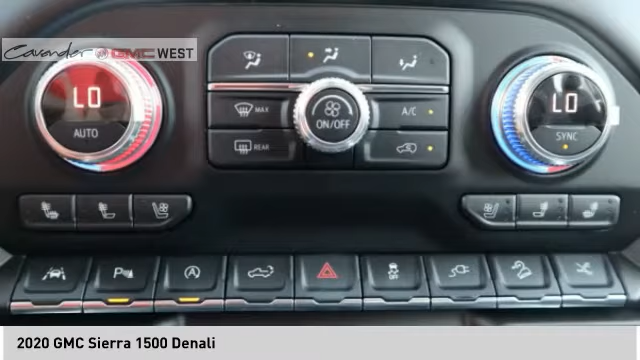 Cavender GMC WEST
LO
AUTO
MAX
REAR
ON/OFF
A/C
LO
SYNC
P
A
2020 GMC Sierra 1500 Denali